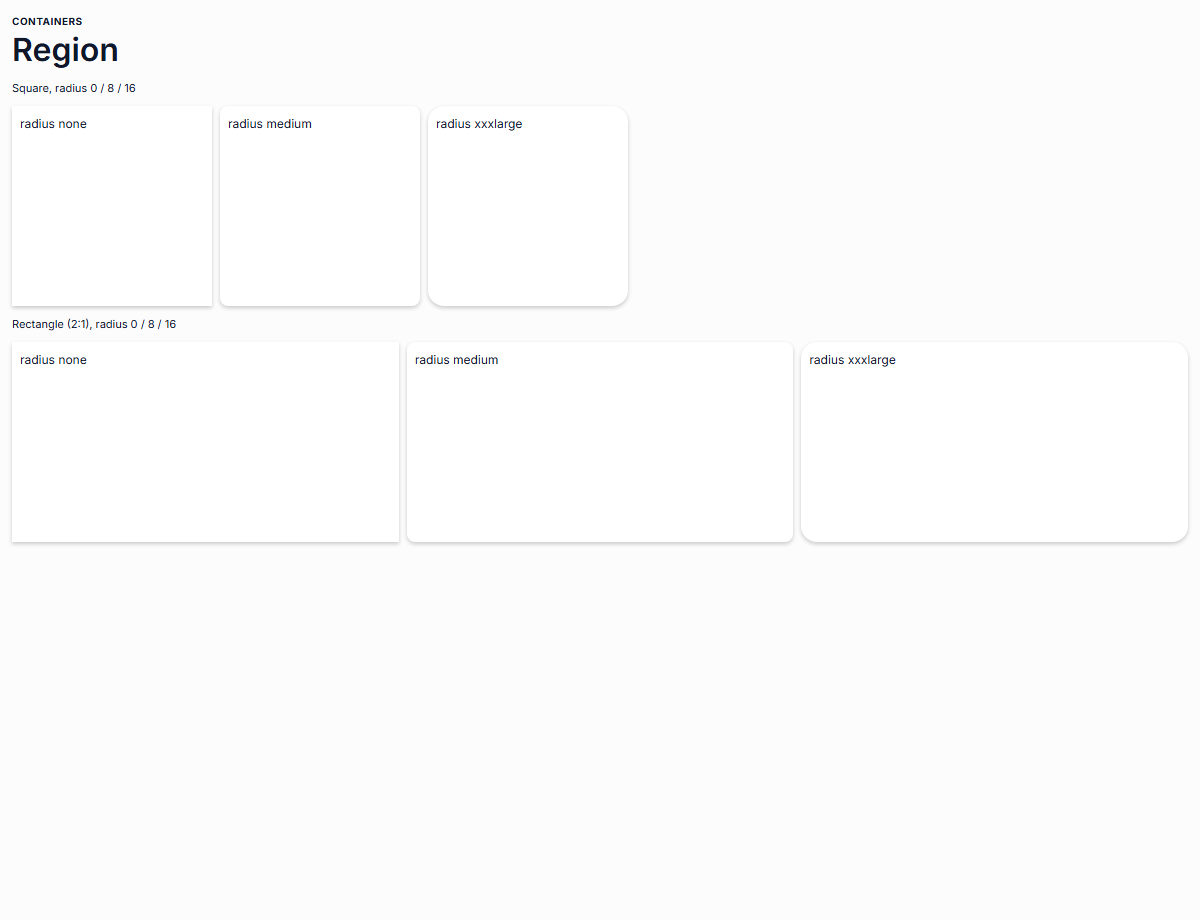 CONTAINERS
Region
Square, radius 0 / 8 / 16
radius none
radius medium
radius xxxlarge
Rectangle (2:1), radius 0 / 8 / 16
radius none
radius medium
radius xxxlarge